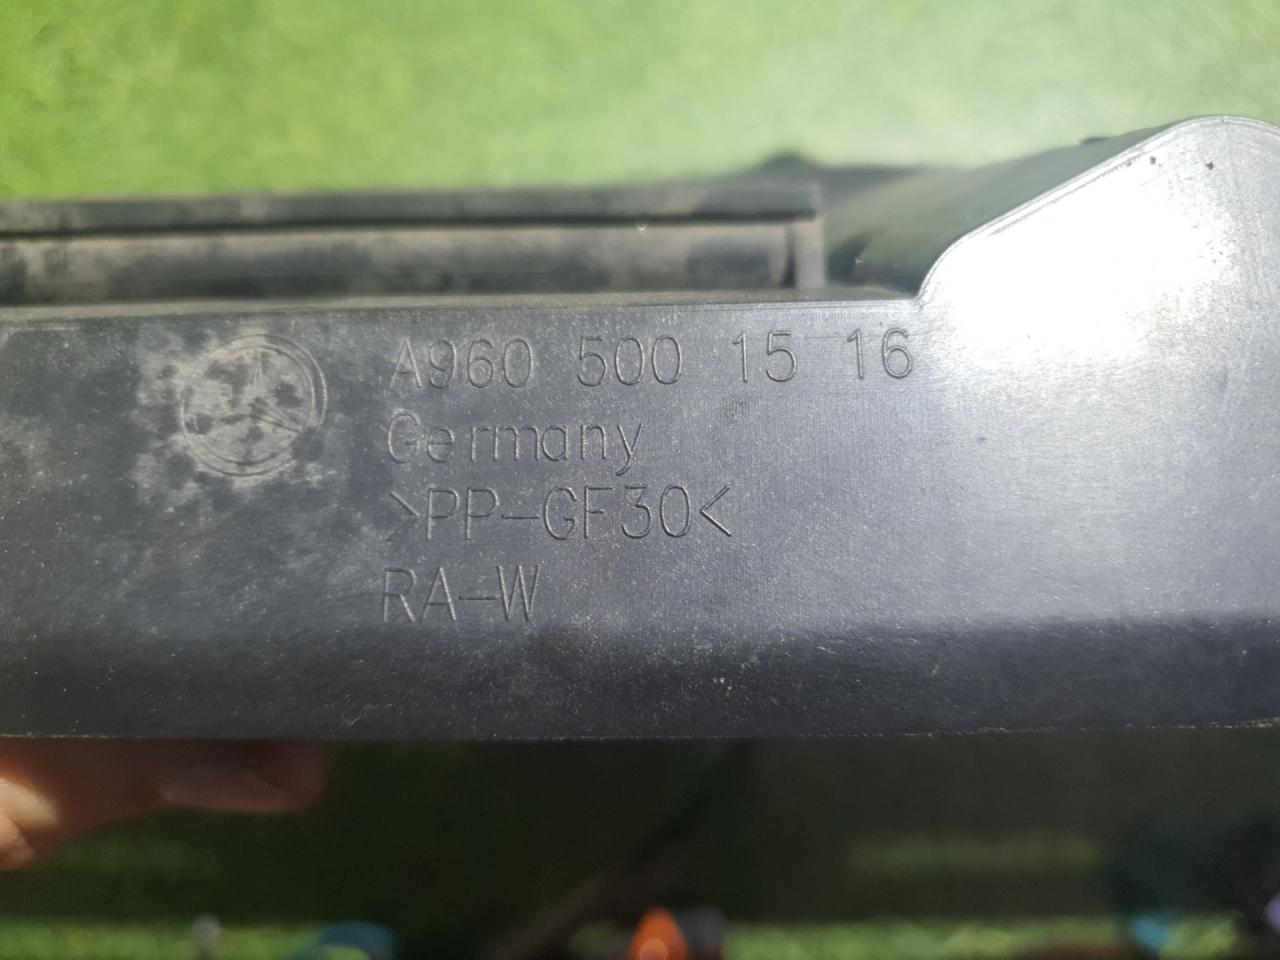 A960 500 15 16
Germany
>PP-GF30<
RA-W